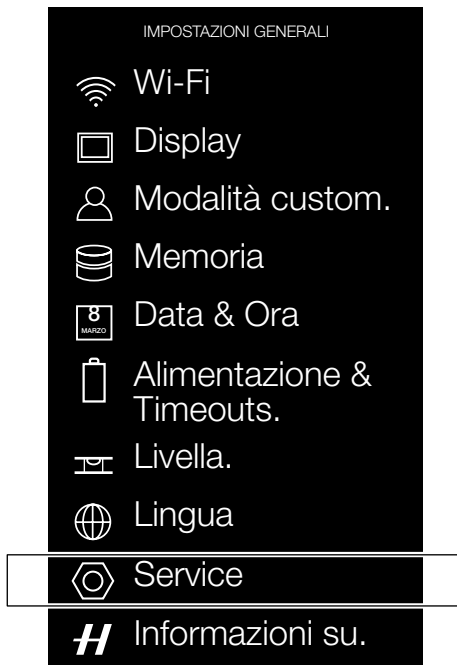 IMPOSTAZIONI GENERALI
Wi-Fi
Display
Modalità custom.
Memoria
8
MARZO
Data & Ora
Alimentazione &
Timeouts.
Livella.
Lingua
Service
Informazioni su.